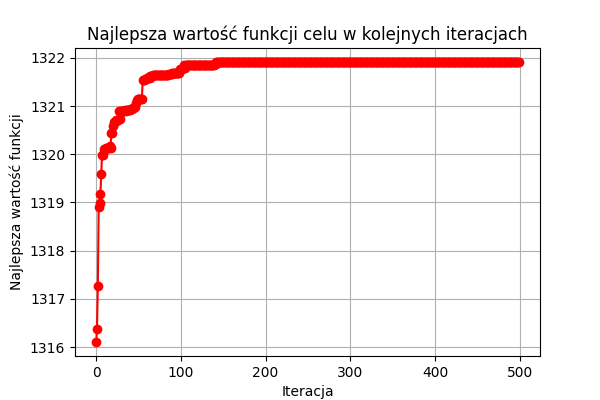 Najlepsza wartość funkcji celu w kolejnych iteracjach
Najlepsza wartość funkcji
1322
1321
1320
1319
1318
1317
1316
0 100 200 300 400 500
Iteracja